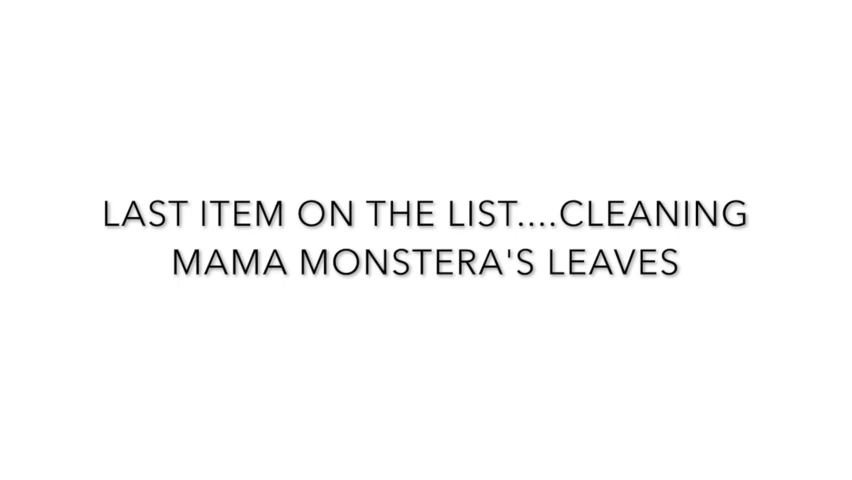 LAST ITEM ON THE LIST....CLEANING
MAMA MONSTERA'S LEAVES